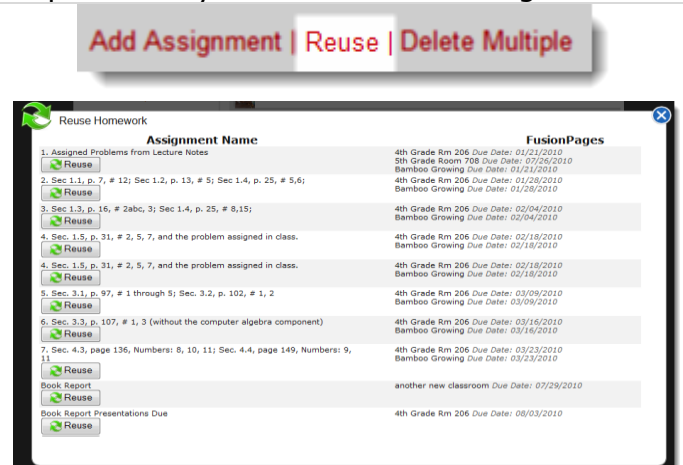 Add Assignment | Reuse | Delete Multiple
Reuse Homework
Assignment Name FusionPages
1. Assigned Problems from Lecture Notes 4th Grade Rm 206 Due Date: 01/21/2010
5th Grade Room 708 Due Date: 07/26/2010
Reuse Bamboo Growing Due Date: 01/21/2010
2. Sec 1.1, p. 7, # 12; Sec 1.2, p. 13, # 5; Sec 1.4, p. 25, # 5,6; 4th Grade Rm 206 Due Date: 01/28/2010
Reuse Bamboo Growing Due Date: 01/28/2010
3. Sec 1.3, p. 16, # 2abc, 3; Sec 1.4, p. 25, # 8,15; 4th Grade Rm 206 Due Date: 02/04/2010
Reuse Bamboo Growing Due Date: 02/04/2010
4. Sec. 1.5, p. 31, # 2, 5, 7, and the problem assigned in class. 4th Grade Rm 206 Due Date: 02/18/2010
Reuse Bamboo Growing Due Date: 02/18/2010
4. Sec. 1.5, p. 31, # 2, 5, 7, and the problem assigned in class. 4th Grade Rm 206 Due Date: 02/18/2010
Reuse Bamboo Growing Due Date: 02/18/2010
5. Sec. 3.1, p. 97, # 1 through 5; Sec. 3.2, p. 102, # 1, 2 4th Grade Rm 206 Due Date: 03/09/2010
Reuse Bamboo Growing Due Date: 03/09/2010
6. Sec. 3.3, p. 107, # 1, 3 (without the computer algebra component) 4th Grade Rm 206 Due Date: 03/16/2010
Reuse Bamboo Growing Due Date: 03/16/2010
7. Sec. 4.3, page 136, Numbers: 8, 10, 11; Sec. 4.4, page 149, Numbers: 9, 4th Grade Rm 206 Due Date: 03/23/2010
11 Bamboo Growing Due Date: 03/23/2010
Reuse
Book Report another new classroom Due Date: 07/29/2010
Reuse
Book Report Presentations Due 4th Grade Rm 206 Due Date: 08/03/2010
Reuse